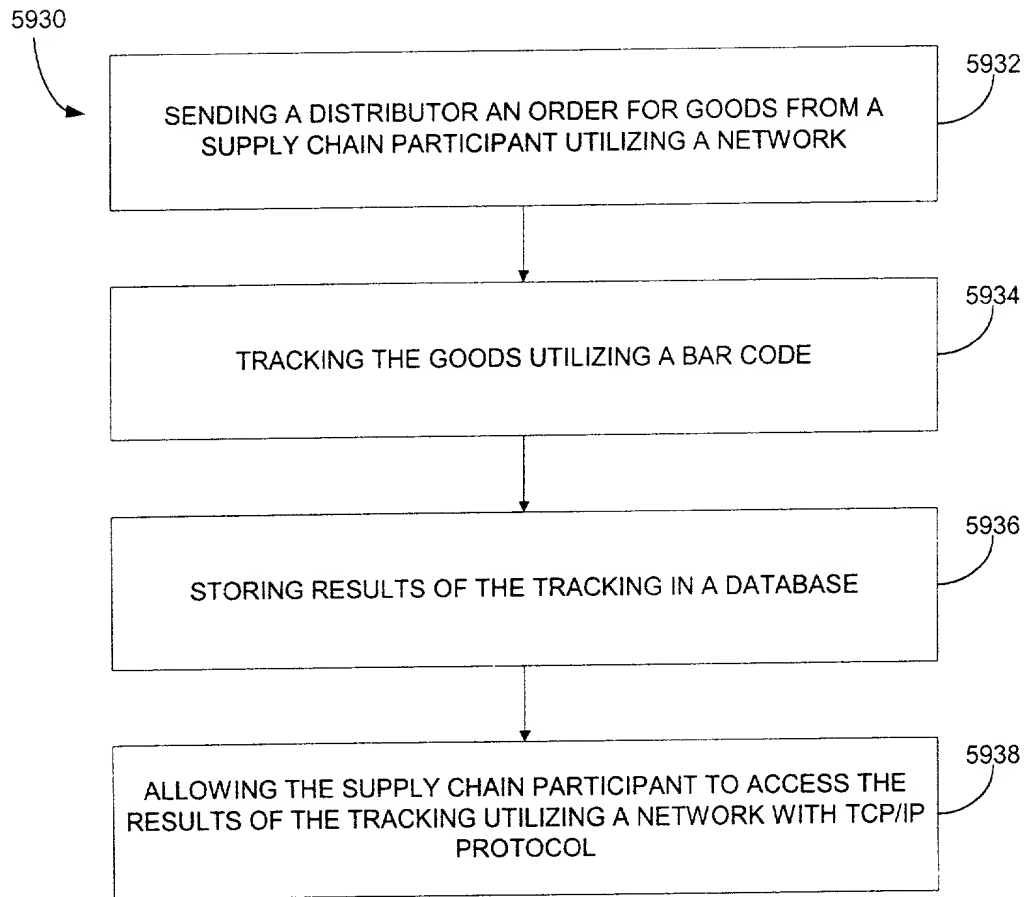 5930
5932
SENDING A DISTRIBUTOR AN ORDER FOR GOODS FROM A
SUPPLY CHAIN PARTICIPANT UTILIZING A NETWORK
5934
TRACKING THE GOODS UTILIZING A BAR CODE
5936
STORING RESULTS OF THE TRACKING IN A DATABASE
5938
ALLOWING THE SUPPLY CHAIN PARTICIPANT TO ACCESS THE
RESULTS OF THE TRACKING UTILIZING A NETWORK WITH TCP/IP
PROTOCOL